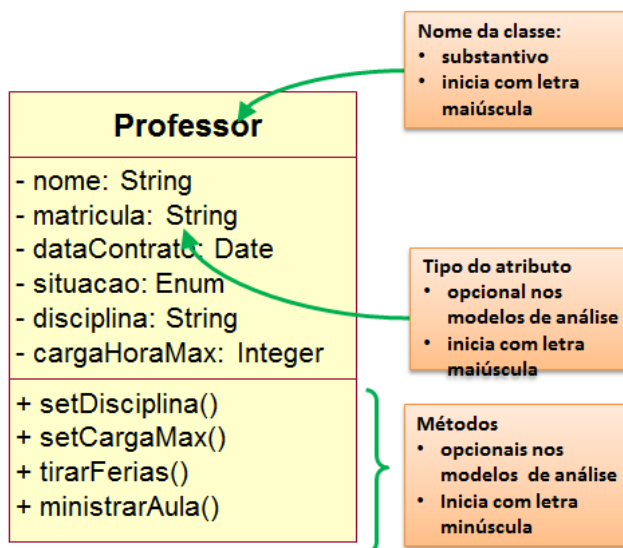 Nome da classe:
• substantivo
• inicia com letra
maiúscula
Professor
- nome: String
- matricula: String
- dataContrato: Date
- situacao: Enum
- disciplina: String
- cargaHoraMax: Integer
Tipo do atributo
• opcional nos
modelos de análise
• inicia com letra
maiúscula
+ setDisciplina()
+ setCargaMax()
+ tirarFerias()
+ ministrarAula()
Métodos
• opcionais nos
modelos de análise
• Inicia com letra
minúscula